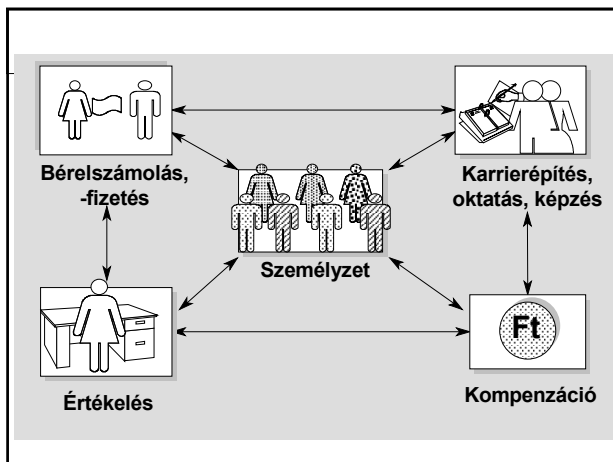 Bérelszámolás,
-fizetés
Karrierépítés,
oktatás, képzés
Személyzet
Értékelés
Ft
Kompenzáció